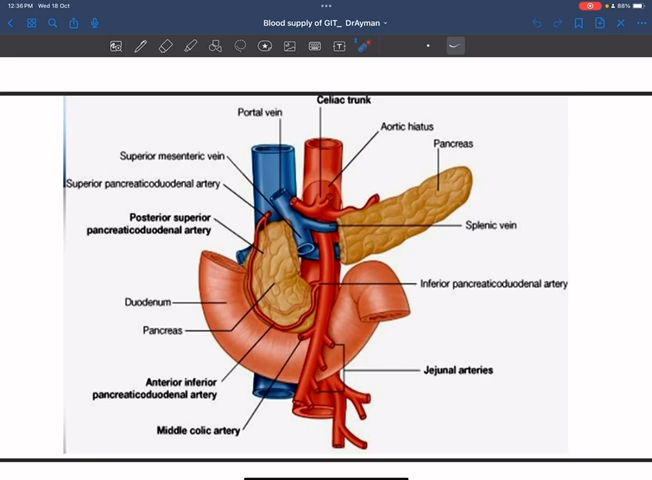 12:36 PM Wed 18 Oct
88%
Blood supply of GIT_ DrAyman
Celiac trunk
Portal vein
Aortic hiatus
Pancreas
Superior mesenteric vein
Superior pancreaticoduodenal artery
Posterior superior
pancreaticoduodenal artery
Splenic vein
Inferior pancreaticoduodenal artery
Duodenum
Pancreas
Jejunal arteries
Anterior inferior
pancreaticoduodenal artery
Middle colic artery